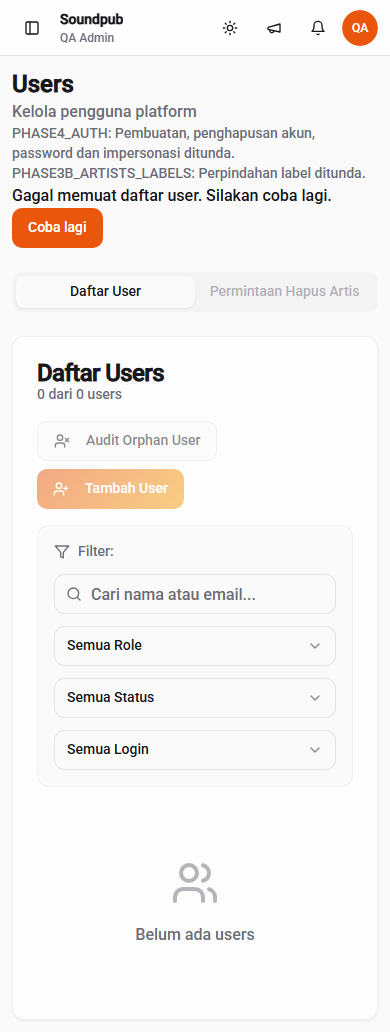 Soundpub
QA Admin
QA
Users
Kelola pengguna platform
PHASE4_AUTH: Pembuatan, penghapusan akun,
password dan impersonasi ditunda.
PHASE3B_ARTISTS_LABELS: Perpindahan label ditunda.
Gagal memuat daftar user. Silakan coba lagi.
Coba lagi
Daftar User
Permintaan Hapus Artis
Daftar Users
0 dari 0 users
Audit Orphan User
Tambah User
Filter:
Cari nama atau email...
Semua Role
Semua Status
Semua Login
Belum ada users